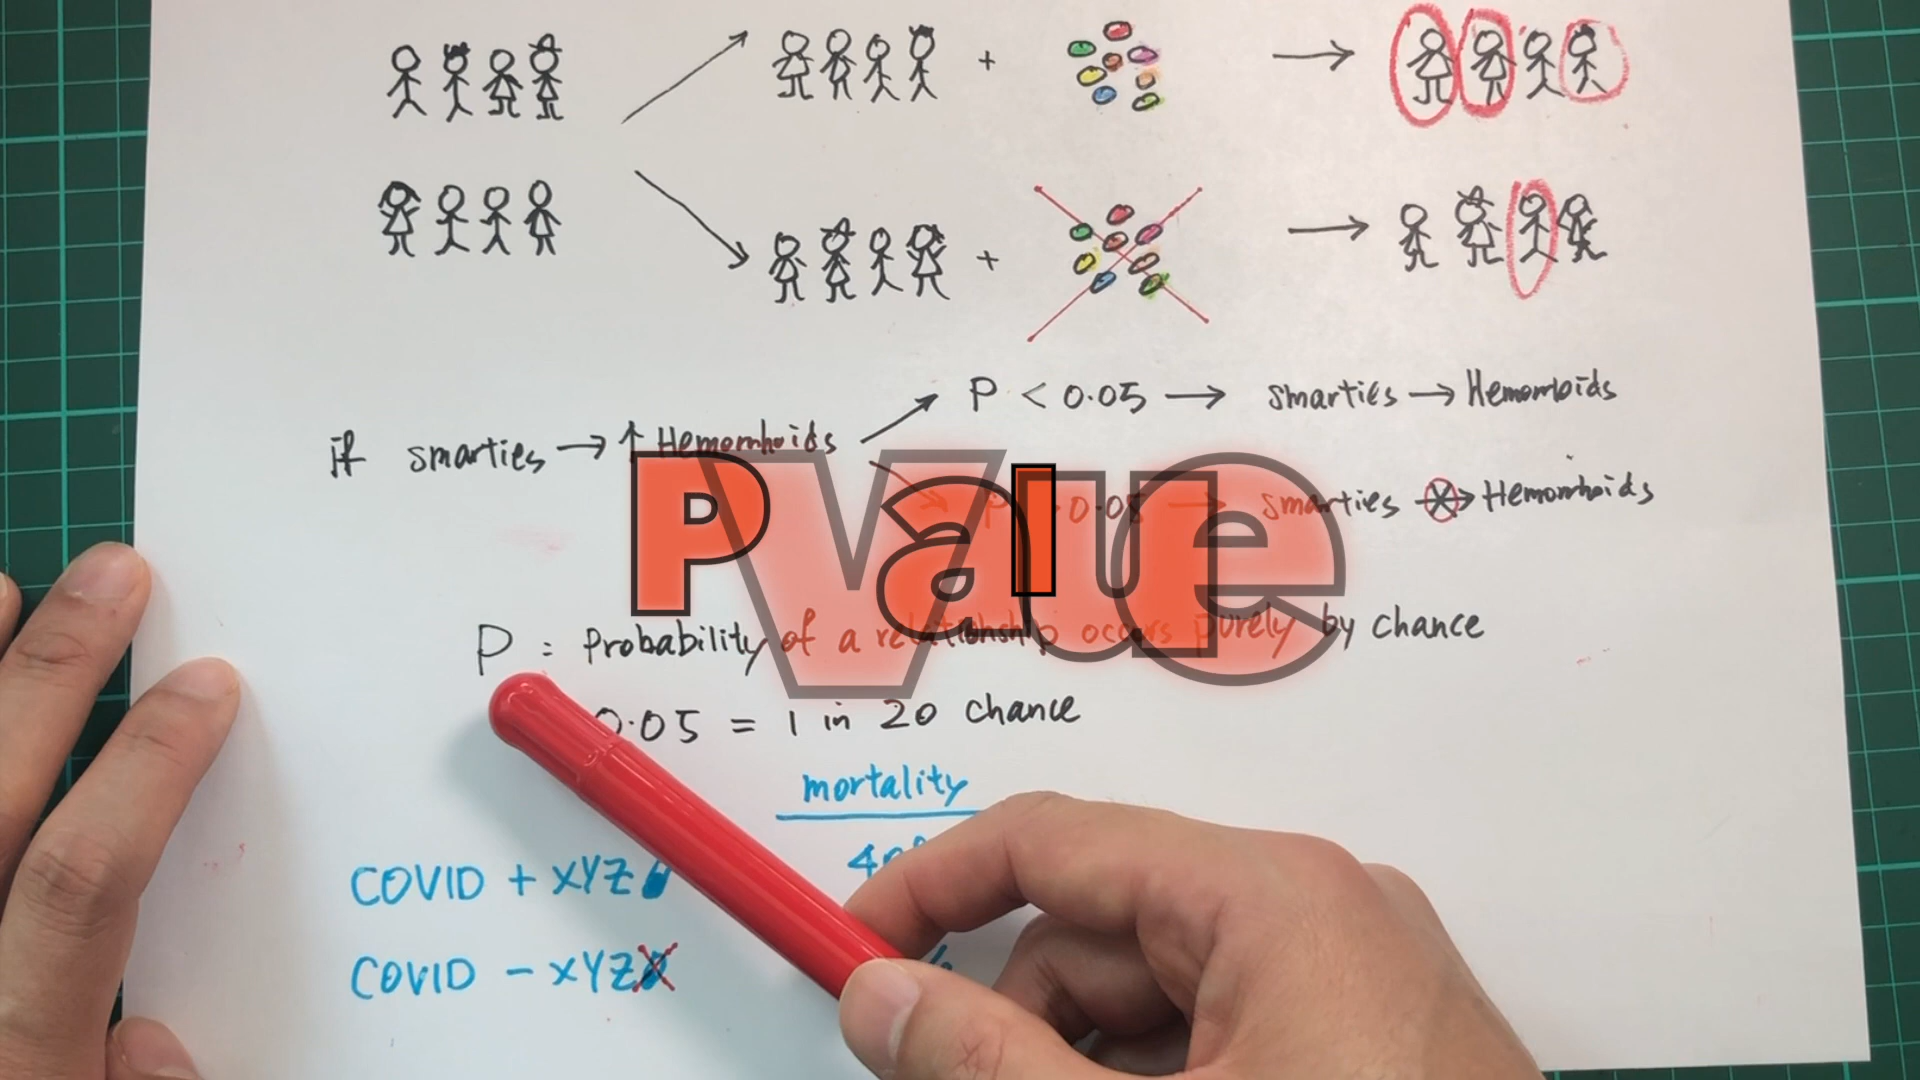 P < 0.05 → smarties → Hemorrhoids
if smarties → ↑ Hemorrhoids
P > 0.05 → smarties → Hemorrhoids
P Value
P : Probability of a relationship occurs purely by chance
0.05 = 1 in 20 chance
mortality
COVID + XYZ
COVID - XYZ